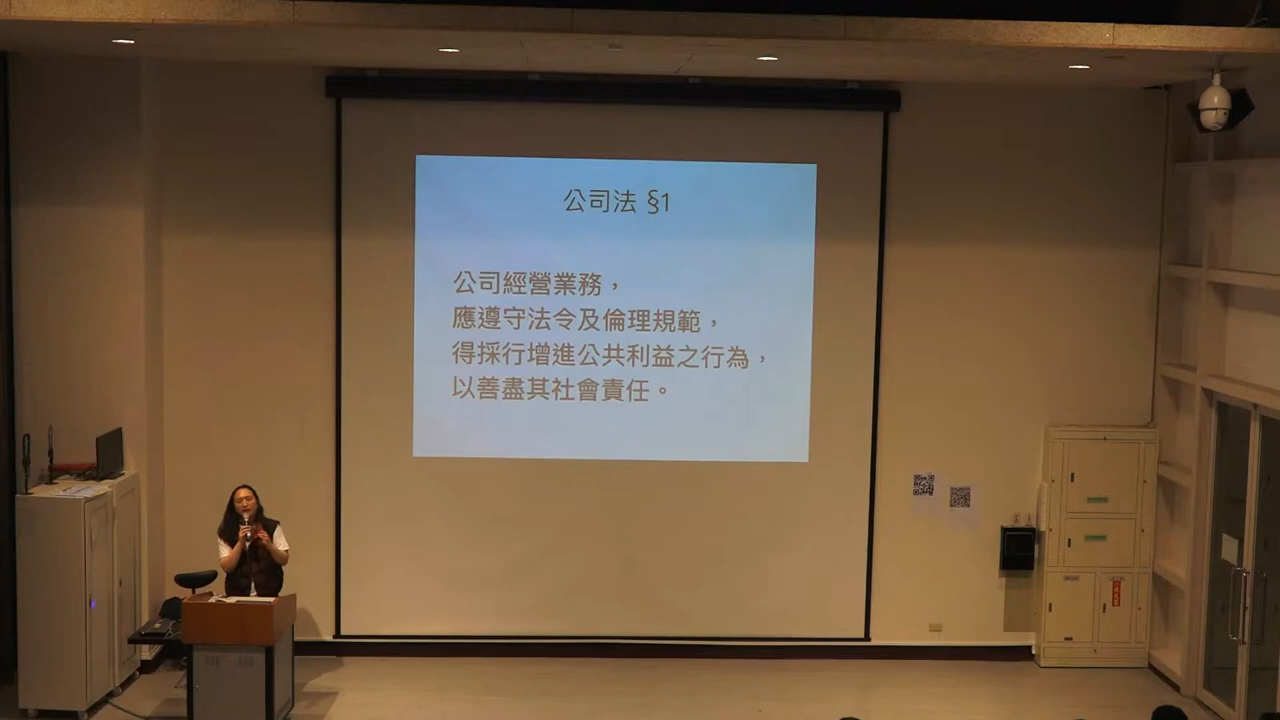 公司法 §1
公司經營業務，
應遵守法令及倫理規範，
得採行增進公共利益之行為，
以善盡其社會責任。